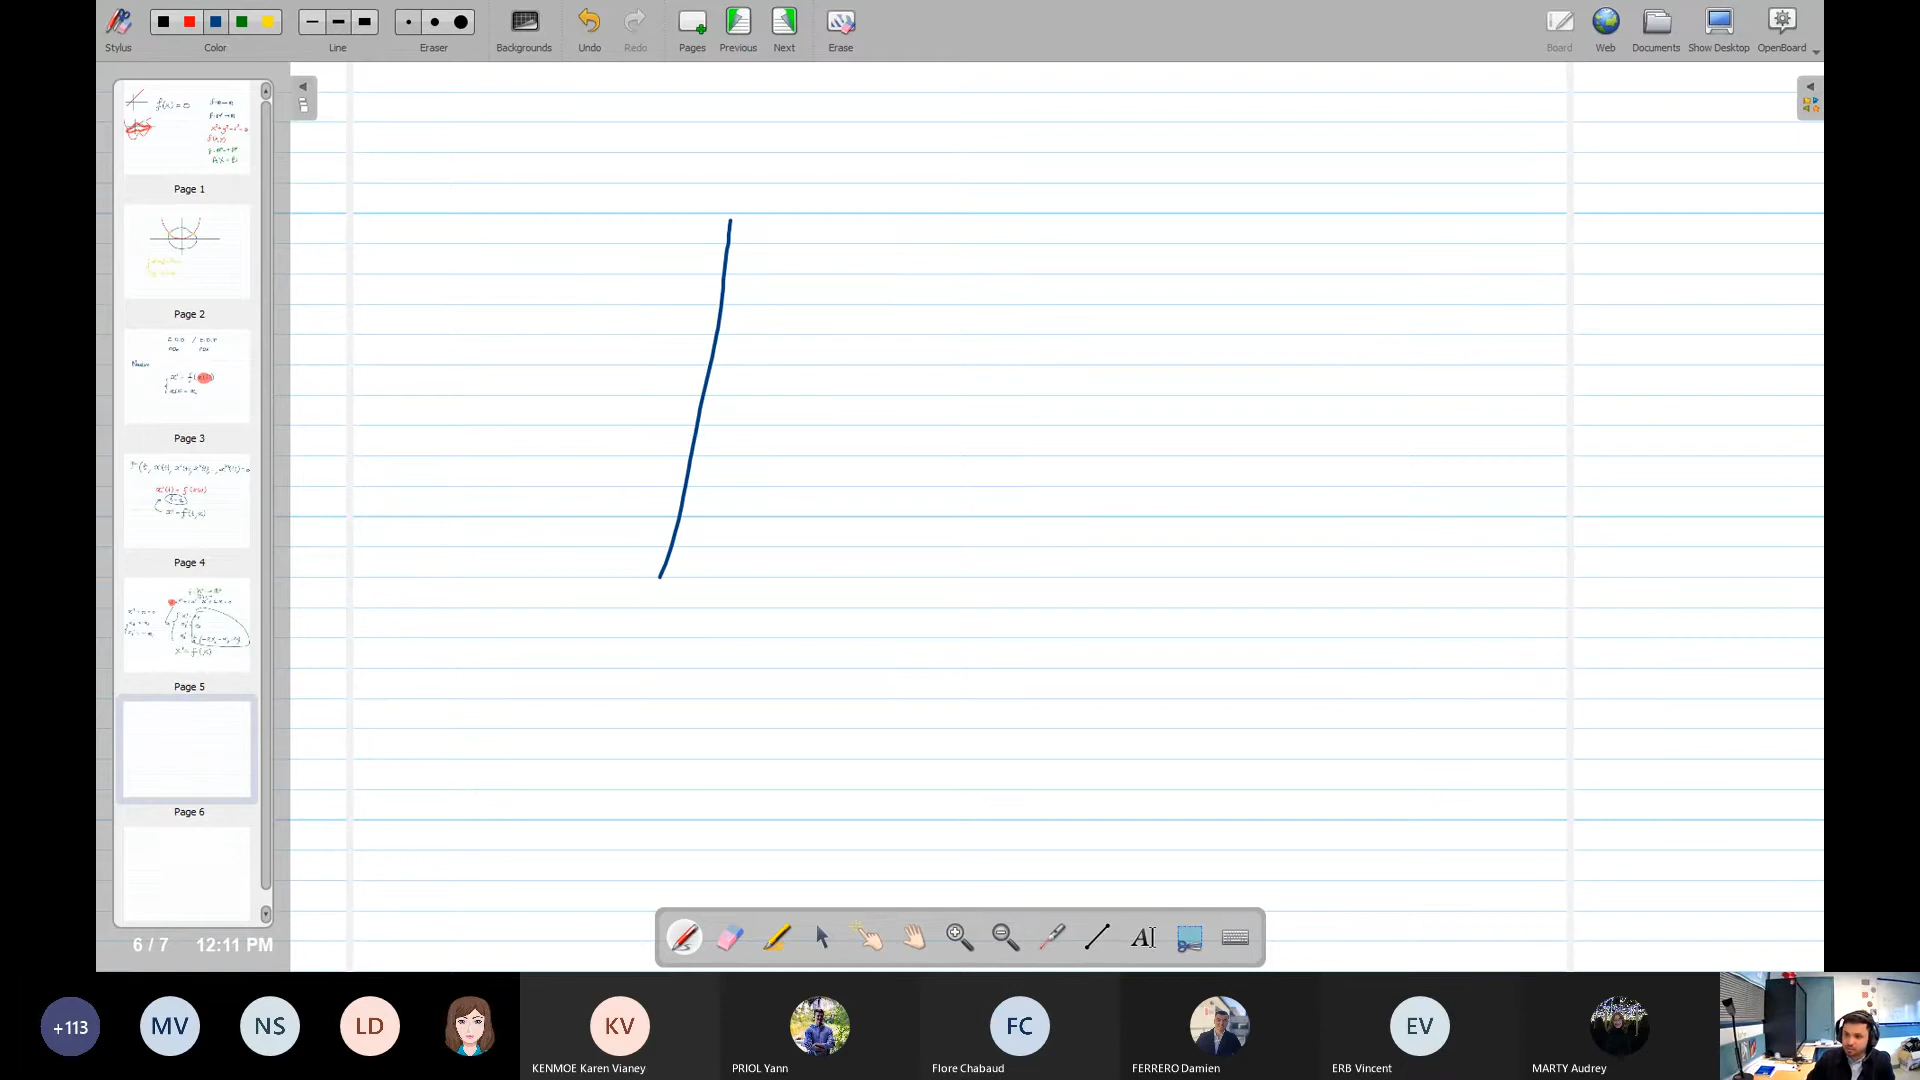 Stylus
Color
Line
Eraser
Backgrounds
Undo
Redo
Pages
Previous
Next
Erase
Board
Web
Documents
Show Desktop
OpenBoard
f(x) = 0
Page 1
Page 2
Page 3
Page 4
Page 5
Page 6
6 / 7
12:11 PM
AI
+113
MV
NS
LD
KV
KENMOE Karen Vianey
PRIOL Yann
FC
Flore Chabaud
FERRERO Damien
EV
ERB Vincent
MARTY Audrey